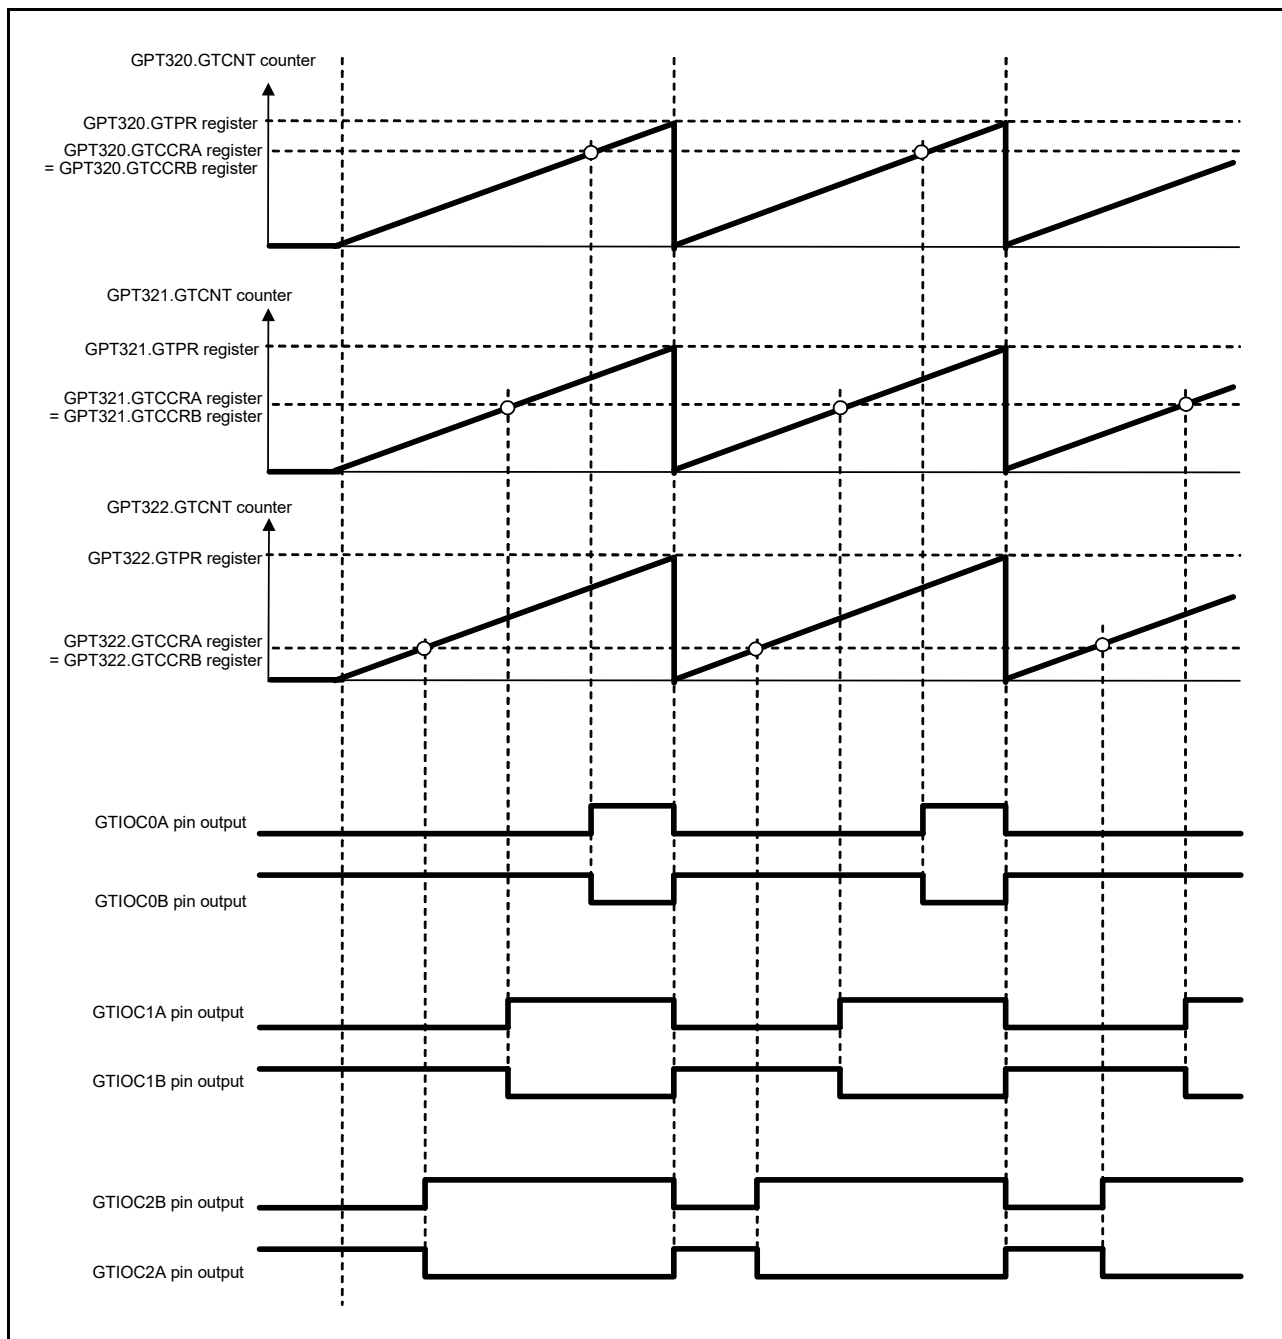 GPT320.GTCNT counter
GPT320.GTPR register
GPT320.GTCCRA register
= GPT320.GTCCRB register
GPT321.GTCNT counter
GPT321.GTPR register
GPT321.GTCCRA register
= GPT321.GTCCRB register
GPT322.GTCNT counter
GPT322.GTPR register
GPT322.GTCCRA register
= GPT322.GTCCRB register
GTIOC0A pin output
GTIOC0B pin output
GTIOC1A pin output
GTIOC1B pin output
GTIOC2B pin output
GTIOC2A pin output